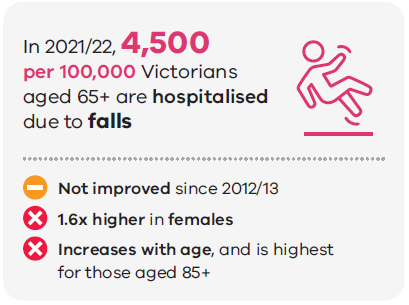 In 2021/22, 4,500
per 100,000 Victorians
aged 65+ are hospitalised
due to falls
Not improved since 2012/13
1.6x higher in females
Increases with age, and is highest
for those aged 85+